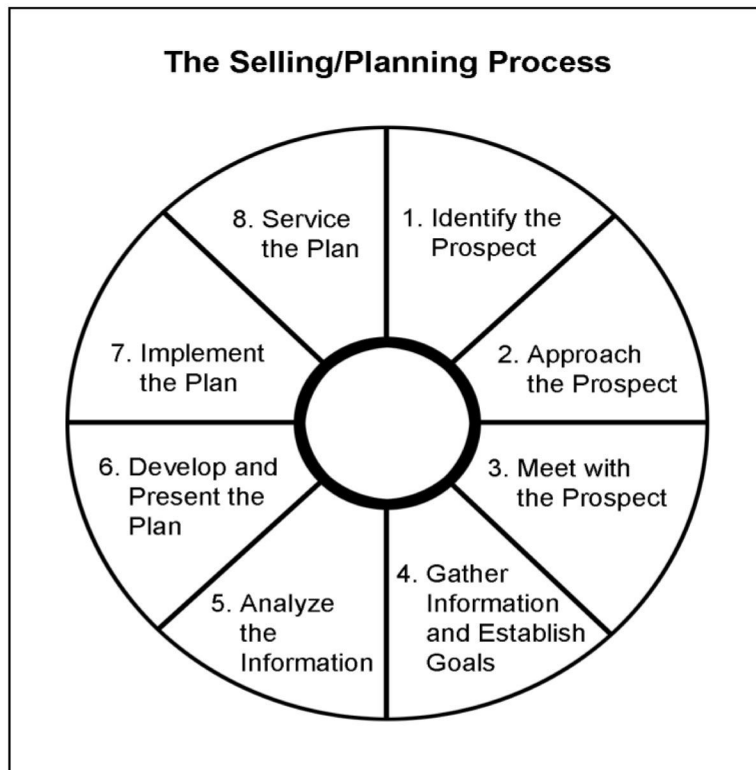 The Selling/Planning Process
1. Identify the
Prospect
2. Approach
the Prospect
3. Meet with
the Prospect
4. Gather
Information
and Establish
Goals
5. Analyze
the
Information
6. Develop and
Present the
Plan
7. Implement
the Plan
8. Service
the Plan